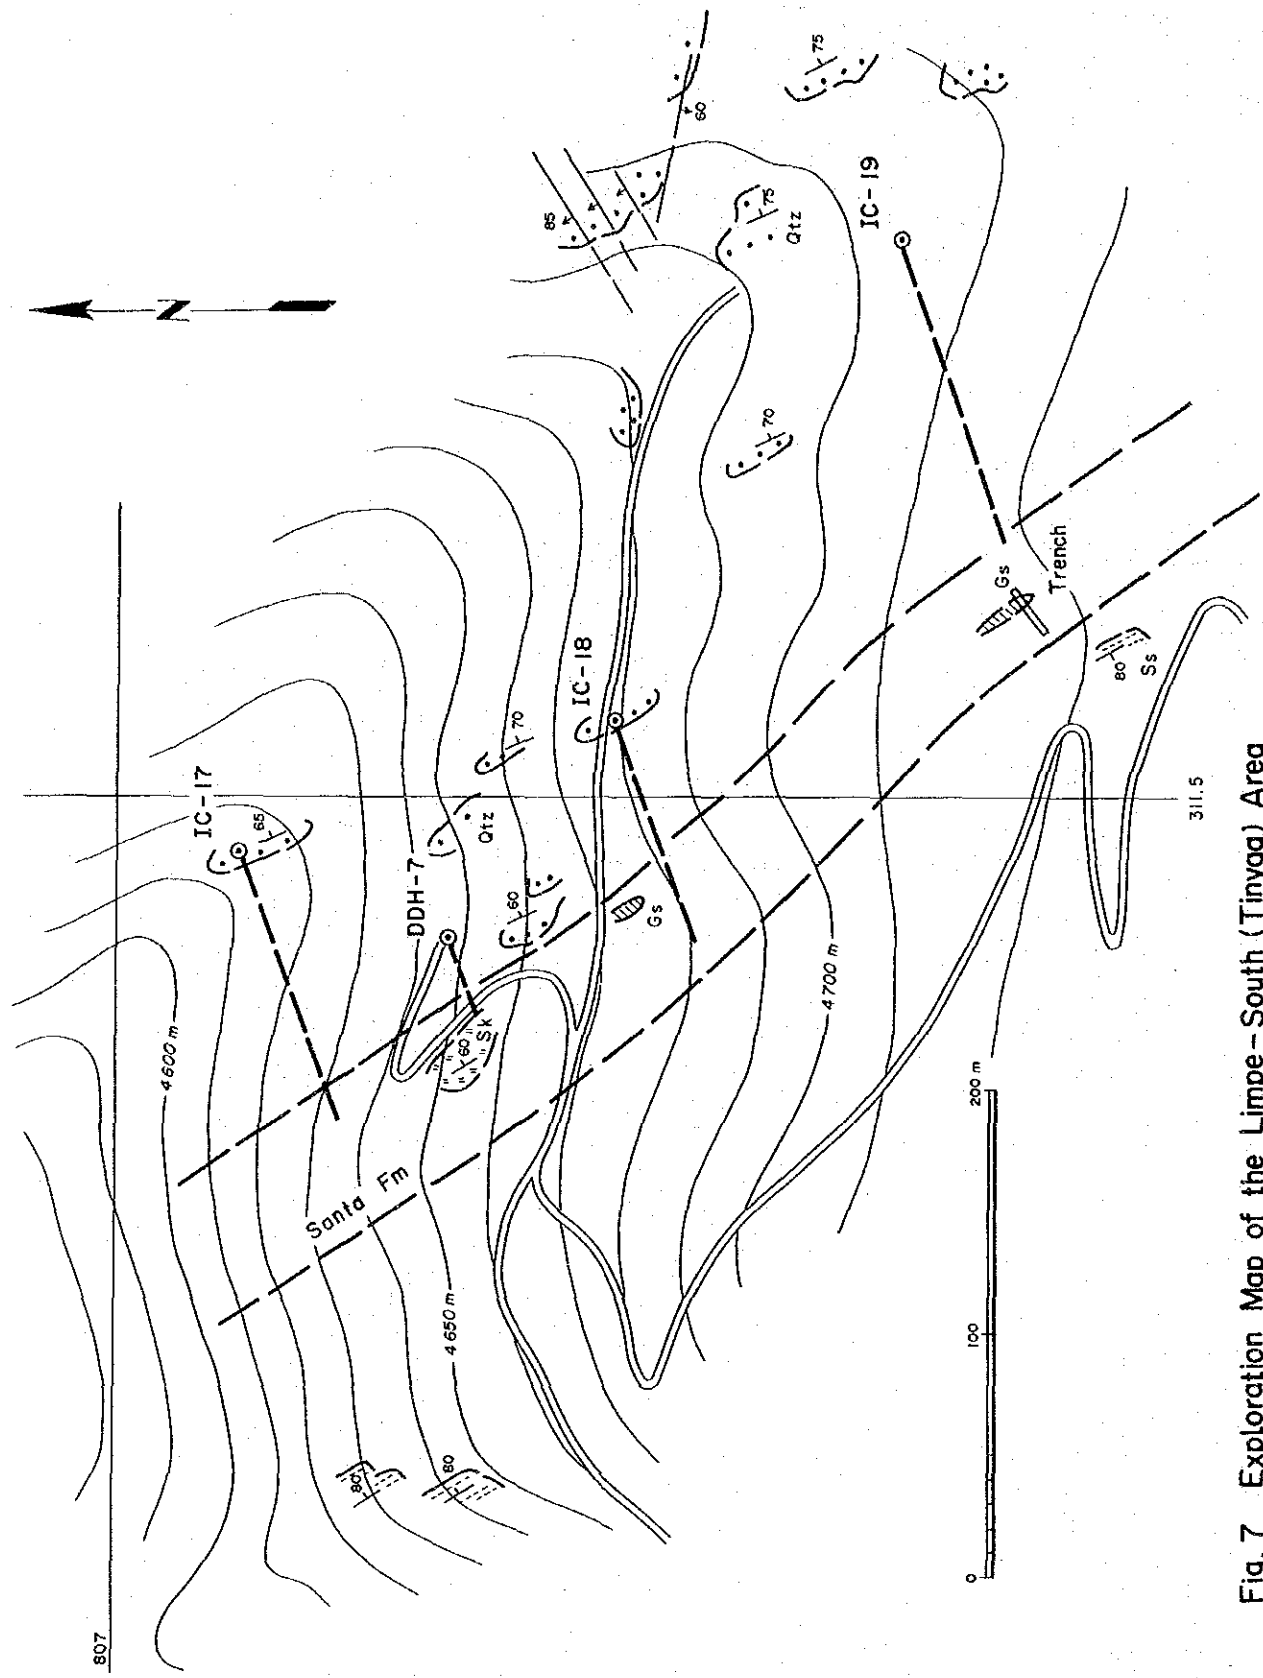 N
807
IC-17
65
4600 m
DDH-7
Qtz
70
60
Sk
60
Santa Fm
4650 m
80
80
IC-18
Gs
85
60
75
75
Qtz
70
IC-19
4700 m
Gs
Trench
80
Ss
311.5
0
100
200 m
Fig. 7 Exploration Map of the Limpe-South (Tinyag) Area